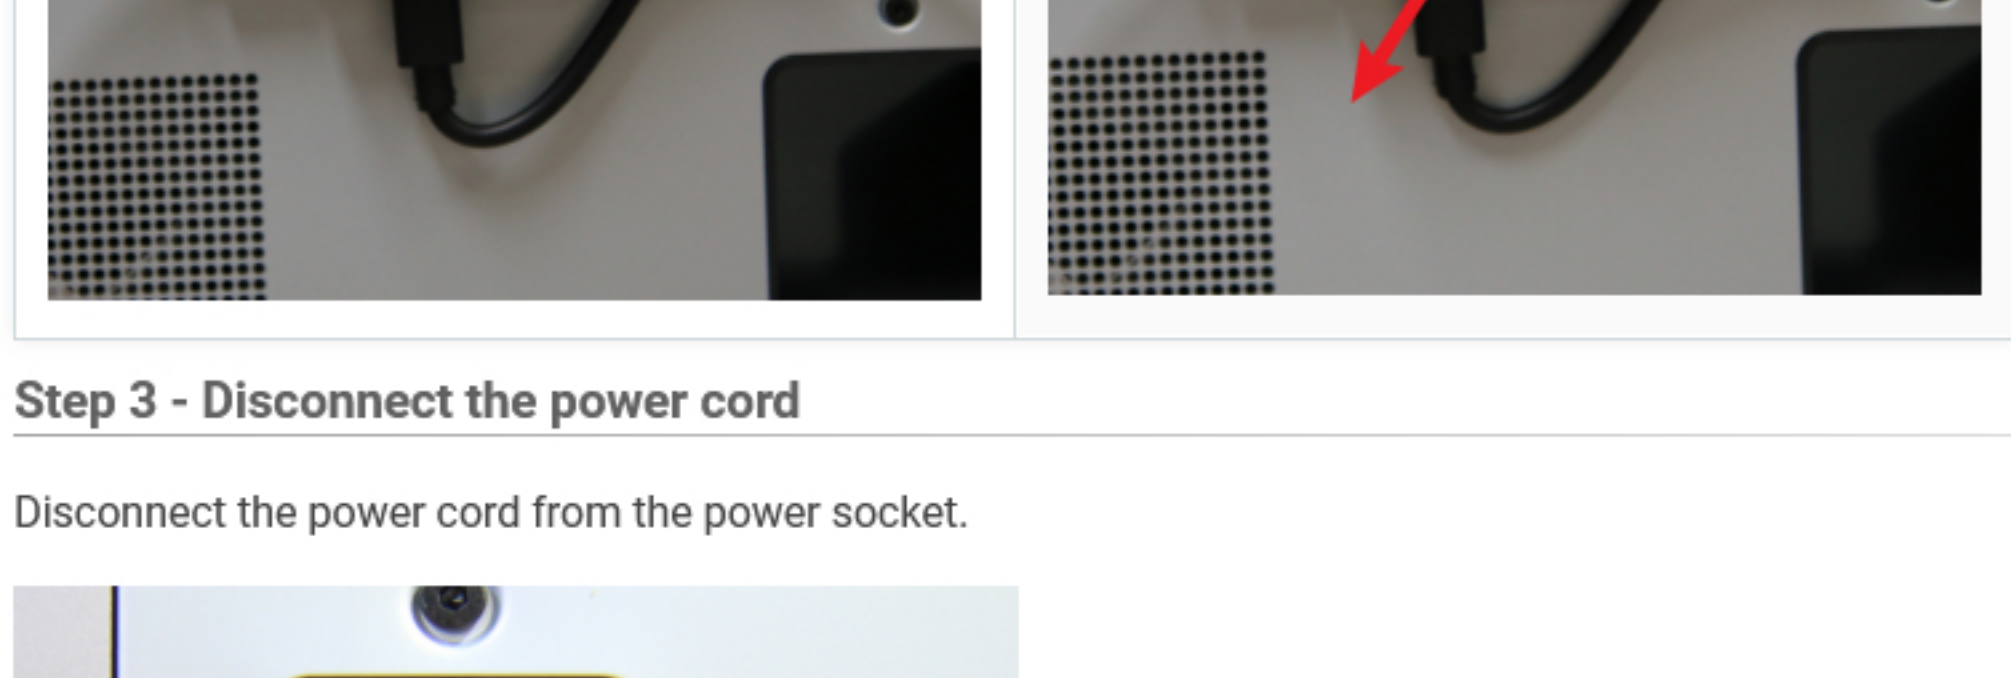 Step 3 - Disconnect the power cord
Disconnect the power cord from the power socket.